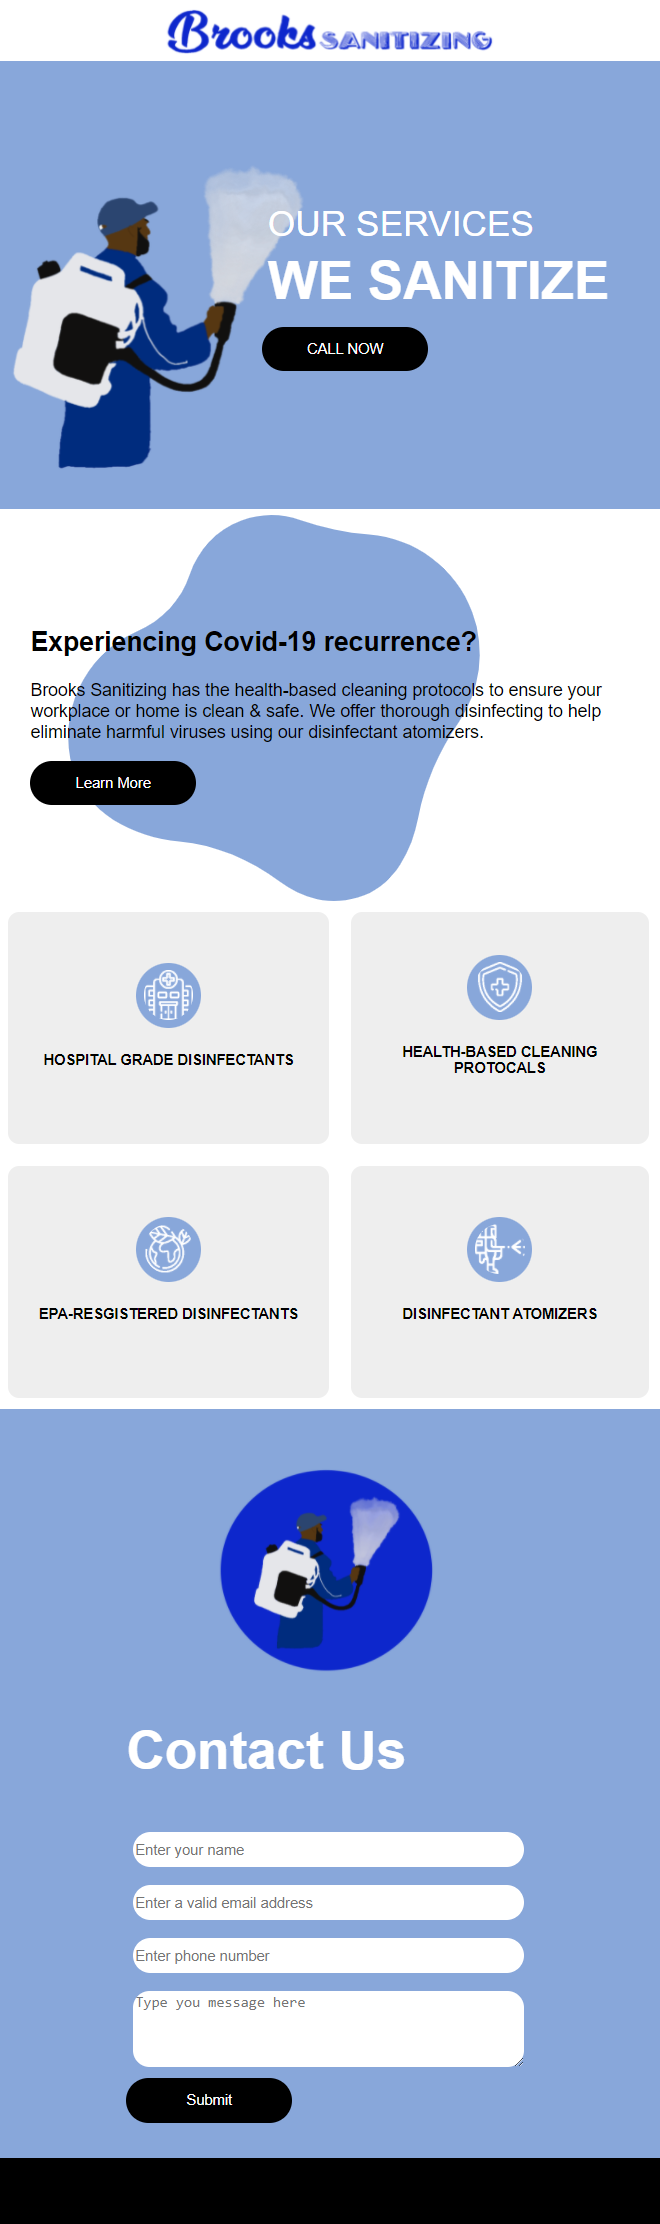 Brooks SANITIZING
OUR SERVICES
WE SANITIZE
CALL NOW
Experiencing Covid-19 recurrence?
Brooks Sanitizing has the health-based cleaning protocols to ensure your
workplace or home is clean & safe. We offer thorough disinfecting to help
eliminate harmful viruses using our disinfectant atomizers.
Learn More
HOSPITAL GRADE DISINFECTANTS
HEALTH-BASED CLEANING
PROTOCALS
EPA-RESGISTERED DISINFECTANTS
DISINFECTANT ATOMIZERS
Contact Us
Enter your name
Enter a valid email address
Enter phone number
Type you message here
Submit